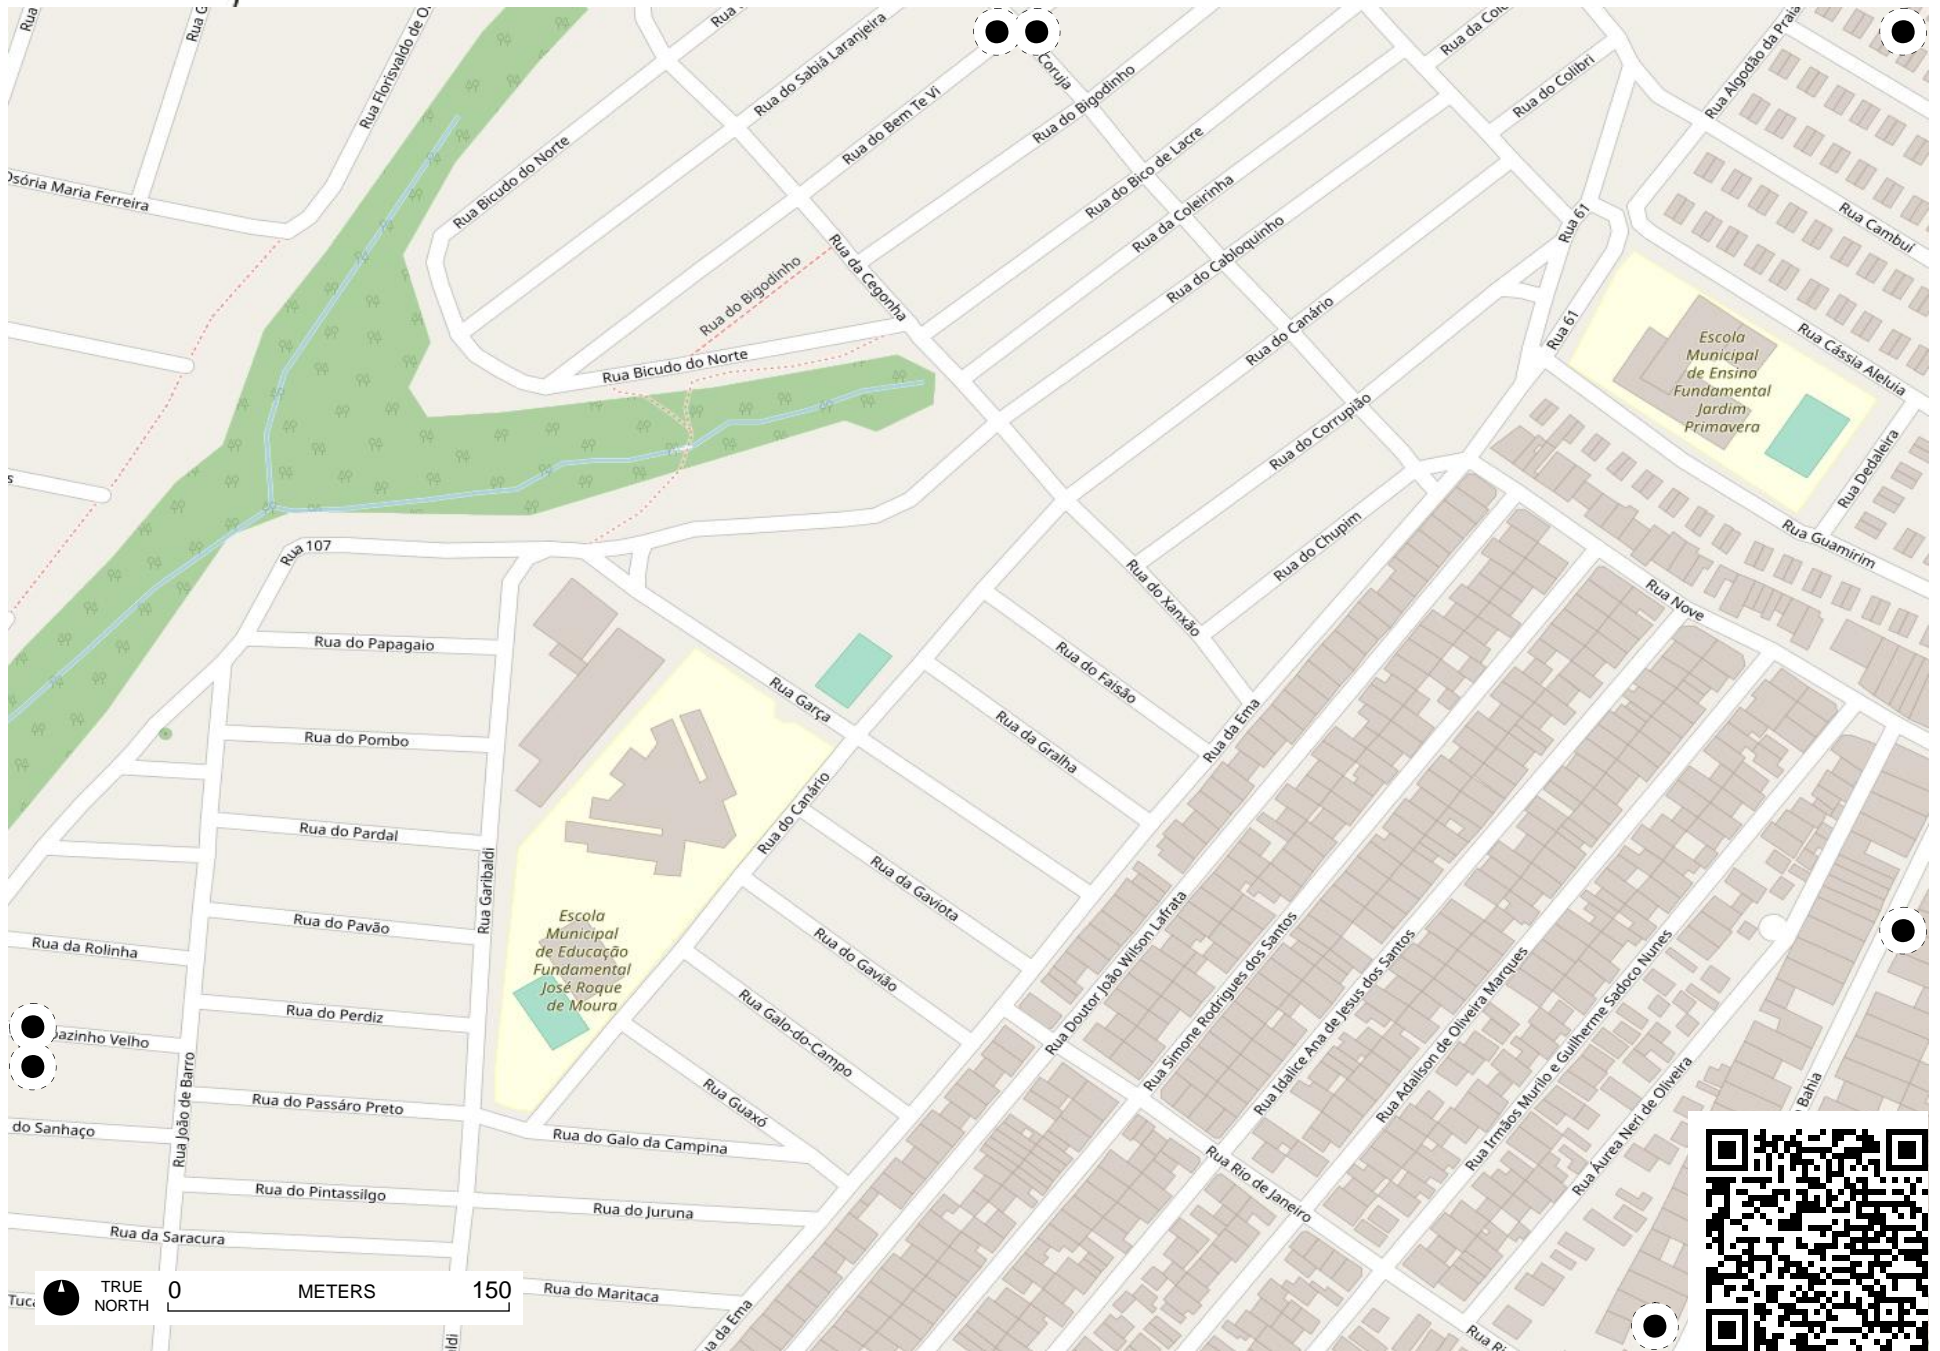 Rua Florisvaldo de O
Rua do Sabiá Laranjeira
Coruja
Rua do Colibri
Rua Algodão da Praia
Rua do Bem Te Vi
Rua do Bigodinho
Rua Bicudo do Norte
Rua do Bico de Lacre
Osória Maria Ferreira
Rua da Coleirinha
Rua Cambuí
Rua 61
Rua do Cabloquinho
Rua da Cegonha
Rua do Bigodinho
Rua do Canário
Rua 61
Rua Cássia Aleluia
Escola
Municipal
de Ensino
Fundamental
Jardim
Primavera
Rua Bicudo do Norte
Rua do Corrupião
Rua Dedaleira
Rua Guamirim
Rua 107
Rua do Chupim
Rua do Xanxão
Rua Nove
Rua do Papagaio
Rua do Faisão
Rua Garça
Rua da Gralha
Rua da Ema
Rua do Pombo
Rua do Canário
Rua do Pardal
Rua Garibaldi
Rua da Gaviota
Rua do Pavão
Rua da Rolinha
Escola
Municipal
de Educação
Fundamental
José Roque
de Moura
Rua do Gavião
Rua Doutor João Wilson Lafrata
Rua Simone Rodrigues dos Santos
Rua Idalice Ana de Jesus dos Santos
Rua Adailson de Oliveira Marques
Rua Irmãos Murilo e Guilherme Sadoco Nunes
Rua Áurea Neri de Oliveira
Bahia
Rua do Perdiz
Rua Galo-do-Campo
azinho Velho
Rua João de Barro
Rua do Passáro Preto
Rua Guaxó
do Sanhaço
Rua do Galo da Campina
Rua Rio de Janeiro
Rua do Pintassilgo
Rua do Juruna
Rua da Saracura
Rua do Maritaca
ua da Ema
ldi
TRUE
NORTH
0 METERS 150